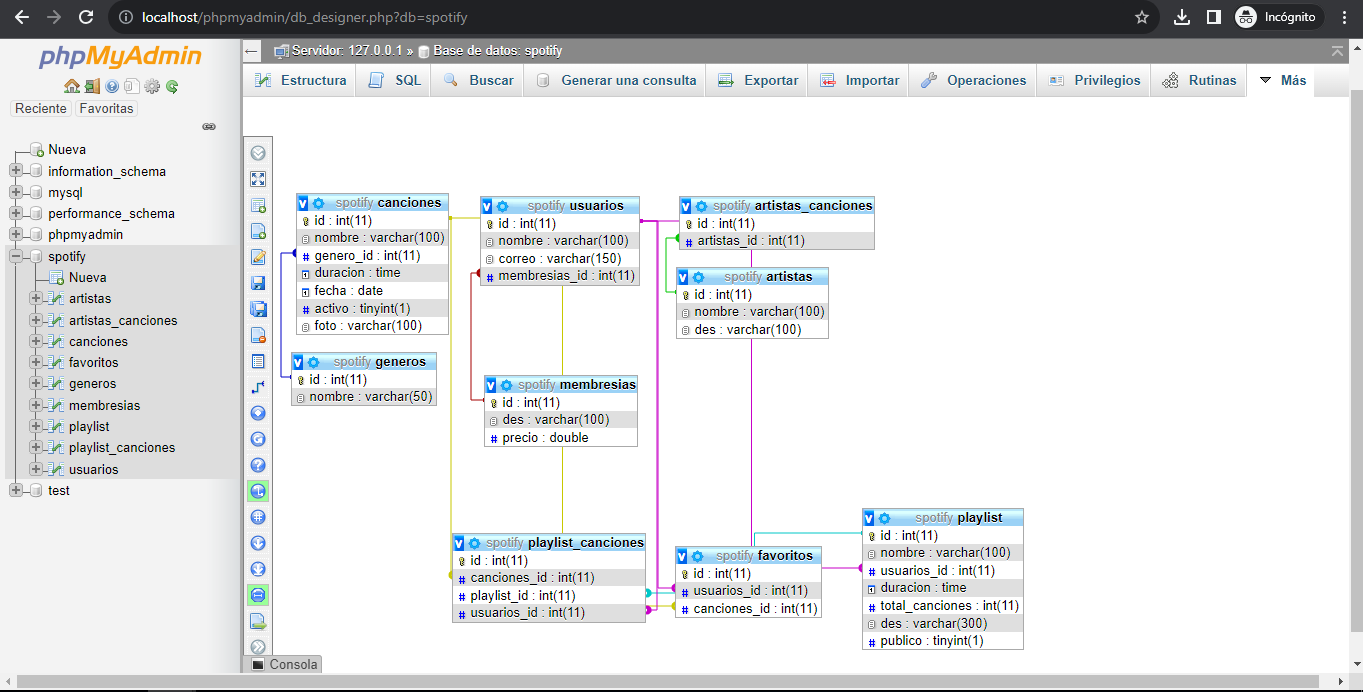 localhost/phpmyadmin/db_designer.php?db=spotify
Incógnito
phpMyAdmin
Reciente
Favoritas
Nueva
information_schema
mysql
performance_schema
phpmyadmin
spotify
Nueva
artistas
artistas_canciones
canciones
favoritos
generos
membresias
playlist
playlist_canciones
usuarios
test
Servidor: 127.0.0.1 » Base de datos: spotify
Estructura SQL Buscar Generar una consulta Exportar Importar Operaciones Privilegios Rutinas Más
spotify canciones
id : int(11)
nombre : varchar(100)
genero_id : int(11)
duracion : time
fecha : date
activo : tinyint(1)
foto : varchar(100)
spotify generos
id : int(11)
nombre : varchar(50)
spotify usuarios
id : int(11)
nombre : varchar(100)
correo : varchar(150)
membresias_id : int(11)
spotify membresias
id : int(11)
des : varchar(100)
precio : double
spotify artistas_canciones
id : int(11)
artistas_id : int(11)
spotify artistas
id : int(11)
nombre : varchar(100)
des : varchar(100)
spotify playlist_canciones
id : int(11)
canciones_id : int(11)
playlist_id : int(11)
usuarios_id : int(11)
spotify favoritos
id : int(11)
usuarios_id : int(11)
canciones_id : int(11)
spotify playlist
id : int(11)
nombre : varchar(100)
usuarios_id : int(11)
duracion : time
total_canciones : int(11)
des : varchar(300)
publico : tinyint(1)
Consola